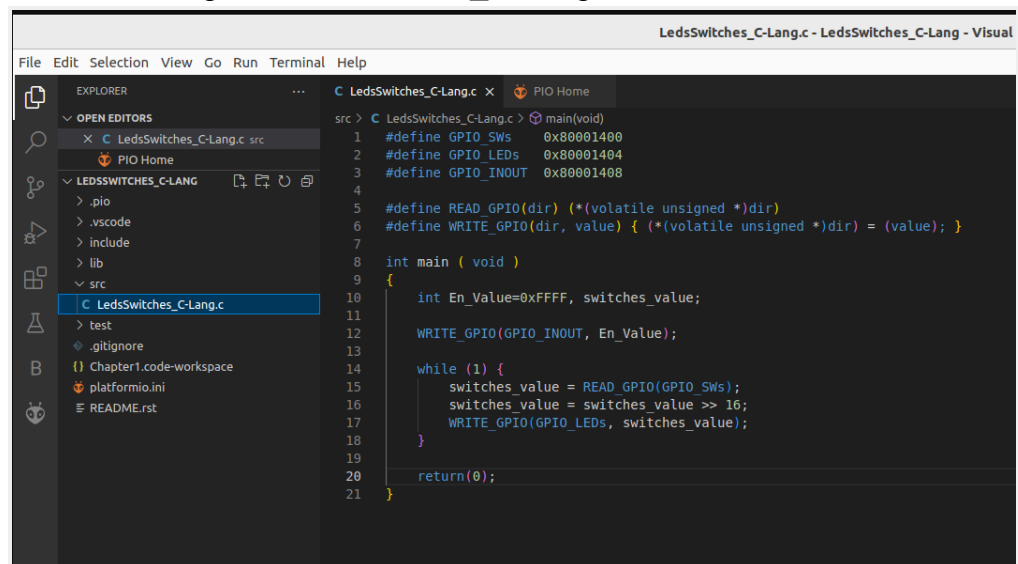 LedsSwitches_C-Lang.c - LedsSwitches_C-Lang - Visual
File Edit Selection View Go Run Terminal Help
EXPLORER ...
OPEN EDITORS
C LedsSwitches_C-Lang.c src
PIO Home
LEDSSWITCHES_C-LANG
> .pio
> .vscode
> include
> lib
src
C LedsSwitches_C-Lang.c
> test
.gitignore
{} Chapter1.code-workspace
platformio.ini
README.rst
C LedsSwitches_C-Lang.c × PIO Home
src > C LedsSwitches_C-Lang.c > main(void)
1 #define GPIO_SWs 0x80001400
2 #define GPIO_LEDs 0x80001404
3 #define GPIO_INOUT 0x80001408
4
5 #define READ_GPIO(dir) (*(volatile unsigned *)dir)
6 #define WRITE_GPIO(dir, value) { (*(volatile unsigned *)dir) = (value); }
7
8 int main ( void )
9 {
10 int En_Value=0xFFFF, switches_value;
11
12 WRITE_GPIO(GPIO_INOUT, En_Value);
13
14 while (1) {
15 switches_value = READ_GPIO(GPIO_SWs);
16 switches_value = switches_value >> 16;
17 WRITE_GPIO(GPIO_LEDs, switches_value);
18 }
19
20 return(0);
21 }